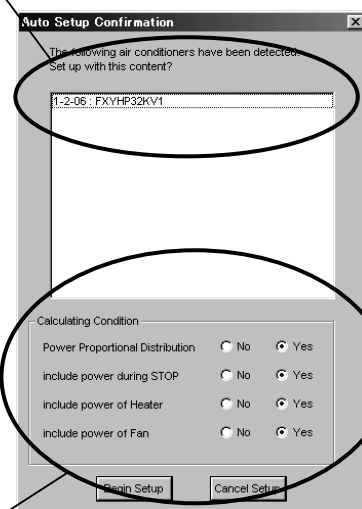 Auto Setup Confirmation
The following air conditioners have been detected.
Set up with this content?
1-2-06 : FXYHP32KV1
Calculating Condition
Power Proportional Distribution No Yes
include power during STOP No Yes
include power of Heater No Yes
include power of Fan No Yes
Begin Setup Cancel Setup